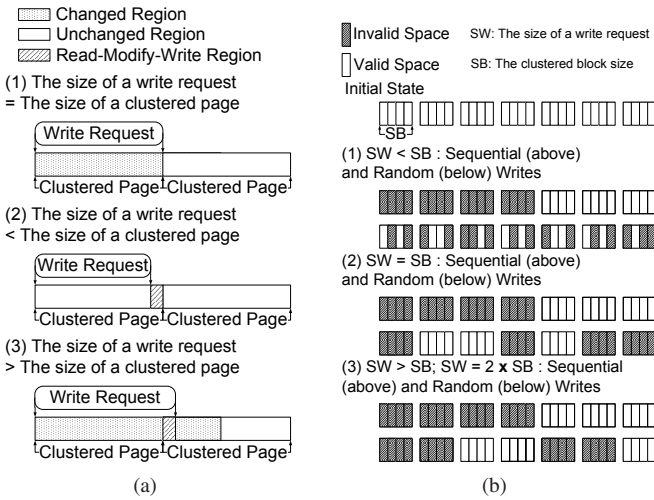 Changed Region
Unchanged Region
Read-Modify-Write Region
(1) The size of a write request
= The size of a clustered page
Write Request
Clustered Page Clustered Page
(2) The size of a write request
< The size of a clustered page
Write Request
Clustered Page Clustered Page
(3) The size of a write request
> The size of a clustered page
Write Request
Clustered Page Clustered Page
(a)
Invalid Space SW: The size of a write request
Valid Space SB: The clustered block size
Initial State
SB
(1) SW < SB : Sequential (above)
and Random (below) Writes
(2) SW = SB : Sequential (above)
and Random (below) Writes
(3) SW > SB; SW = 2 x SB : Sequential
(above) and Random (below) Writes
(b)